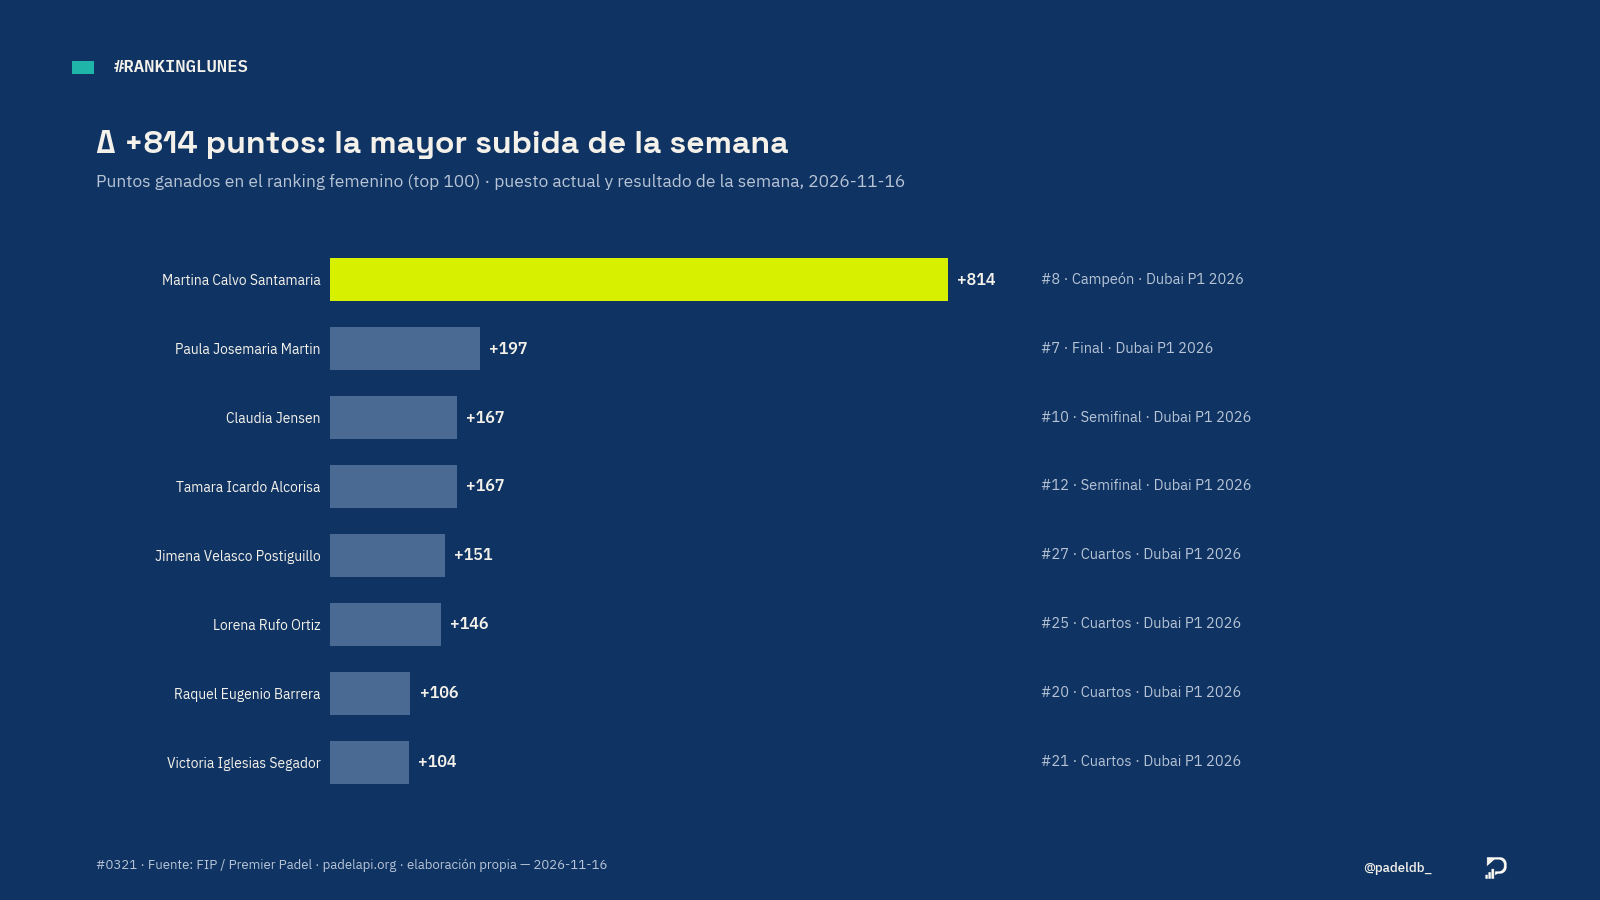 #RANKINGLUNES
Δ +814 puntos: la mayor subida de la semana
Puntos ganados en el ranking femenino (top 100) · puesto actual y resultado de la semana, 2026-11-16
Martina Calvo Santamaria +814 #8 · Campeón · Dubai P1 2026
Paula Josemaria Martin +197 #7 · Final · Dubai P1 2026
Claudia Jensen +167 #10 · Semifinal · Dubai P1 2026
Tamara Icardo Alcorisa +167 #12 · Semifinal · Dubai P1 2026
Jimena Velasco Postiguillo +151 #27 · Cuartos · Dubai P1 2026
Lorena Rufo Ortiz +146 #25 · Cuartos · Dubai P1 2026
Raquel Eugenio Barrera +106 #20 · Cuartos · Dubai P1 2026
Victoria Iglesias Segador +104 #21 · Cuartos · Dubai P1 2026
#0321 · Fuente: FIP / Premier Padel · padelapi.org · elaboración propia — 2026-11-16
@padeldb_